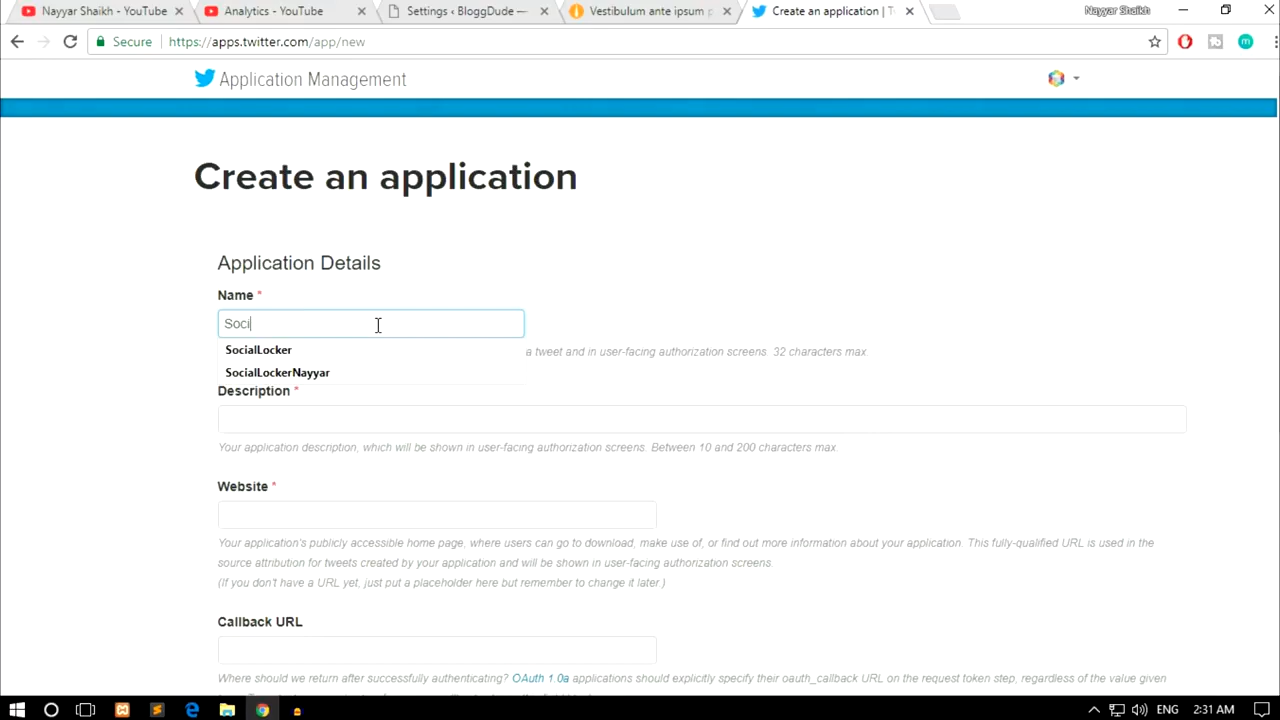 Nayyar Shaikh - YouTube
Analytics - YouTube
Settings ‹ BloggDude —
Vestibulum ante ipsum p
Create an application | T
Nayyar Shaikh
Secure
https://apps.twitter.com/app/new
Application Management
Create an application
Application Details
Name *
Soci
SocialLocker
a tweet and in user-facing authorization screens. 32 characters max.
SocialLockerNayyar
Description *
Your application description, which will be shown in user-facing authorization screens. Between 10 and 200 characters max.
Website *
Your application's publicly accessible home page, where users can go to download, make use of, or find out more information about your application. This fully-qualified URL is used in the
source attribution for tweets created by your application and will be shown in user-facing authorization screens.
(If you don't have a URL yet, just put a placeholder here but remember to change it later.)
Callback URL
Where should we return after successfully authenticating? OAuth 1.0a applications should explicitly specify their oauth_callback URL on the request token step, regardless of the value given
ENG
2:31 AM